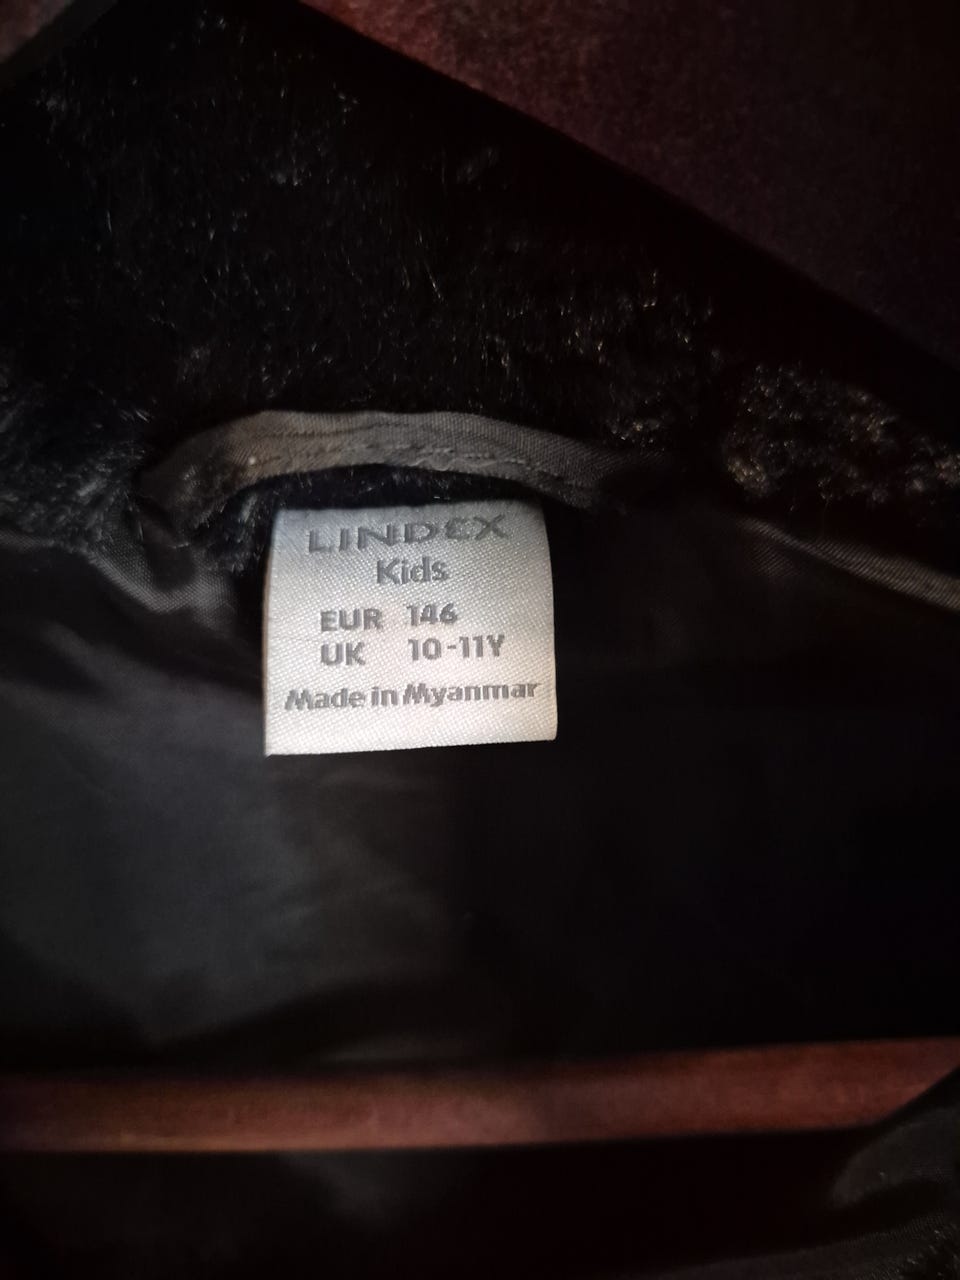 LINDEX
Kids
EUR 146
UK 10-11Y
Made in Myanmar